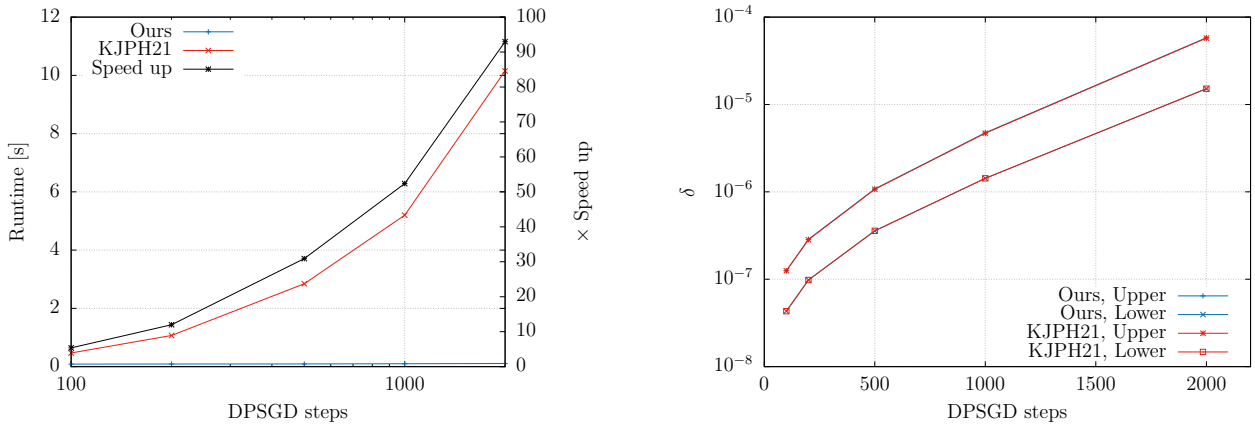 12
10
8
6
4
2
0
Runtime [s]
Ours
KJPH21
Speed up
100
90
80
70
60
50
40
30
20
10
0
× Speed up
100
1000
DPSGD steps
10⁻⁴
10⁻⁵
10⁻⁶
10⁻⁷
10⁻⁸
δ
Ours, Upper
Ours, Lower
KJPH21, Upper
KJPH21, Lower
0
500
1000
1500
2000
DPSGD steps